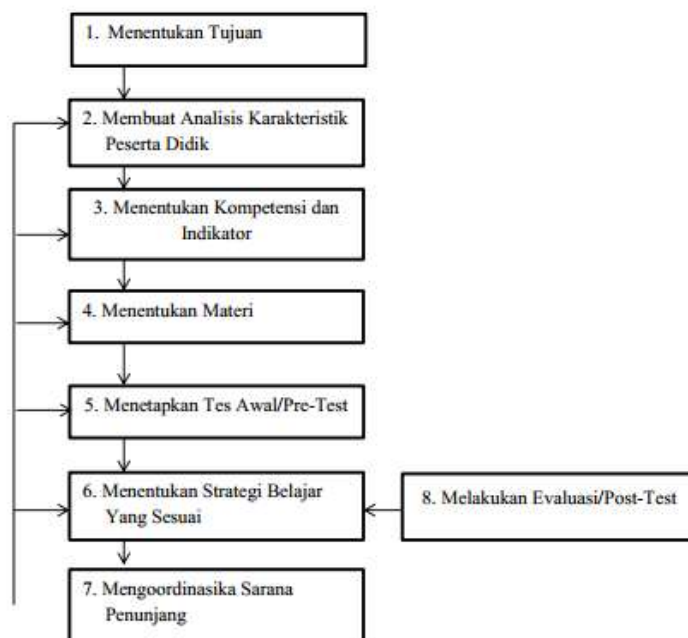 1. Menentukan Tujuan
2. Membuat Analisis Karakteristik
Peserta Didik
3. Menentukan Kompetensi dan
Indikator
4. Menentukan Materi
5. Menetapkan Tes Awal/Pre-Test
6. Menentukan Strategi Belajar
Yang Sesuai
8. Melakukan Evaluasi/Post-Test
7. Mengoordinasika Sarana
Penunjang